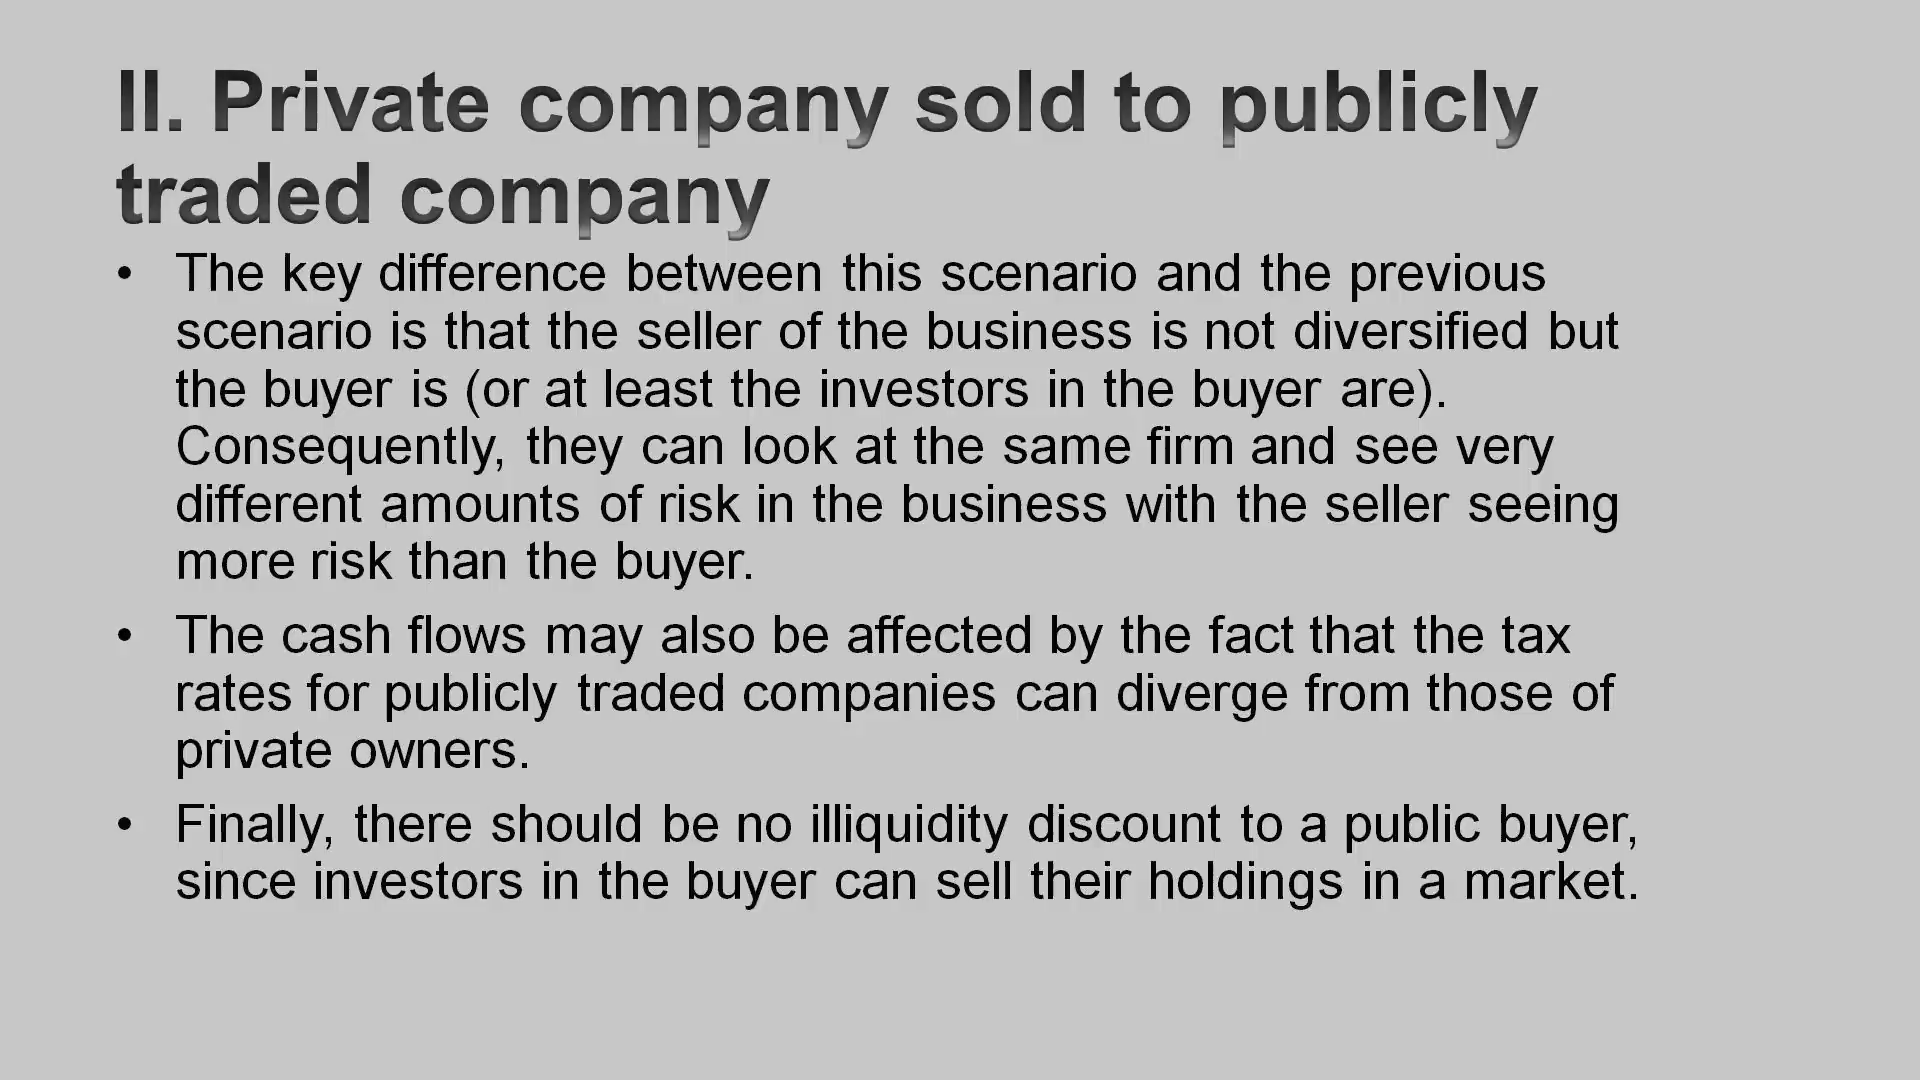 II. Private company sold to publicly
traded company
• The key difference between this scenario and the previous
scenario is that the seller of the business is not diversified but
the buyer is (or at least the investors in the buyer are).
Consequently, they can look at the same firm and see very
different amounts of risk in the business with the seller seeing
more risk than the buyer.
• The cash flows may also be affected by the fact that the tax
rates for publicly traded companies can diverge from those of
private owners.
• Finally, there should be no illiquidity discount to a public buyer,
since investors in the buyer can sell their holdings in a market.